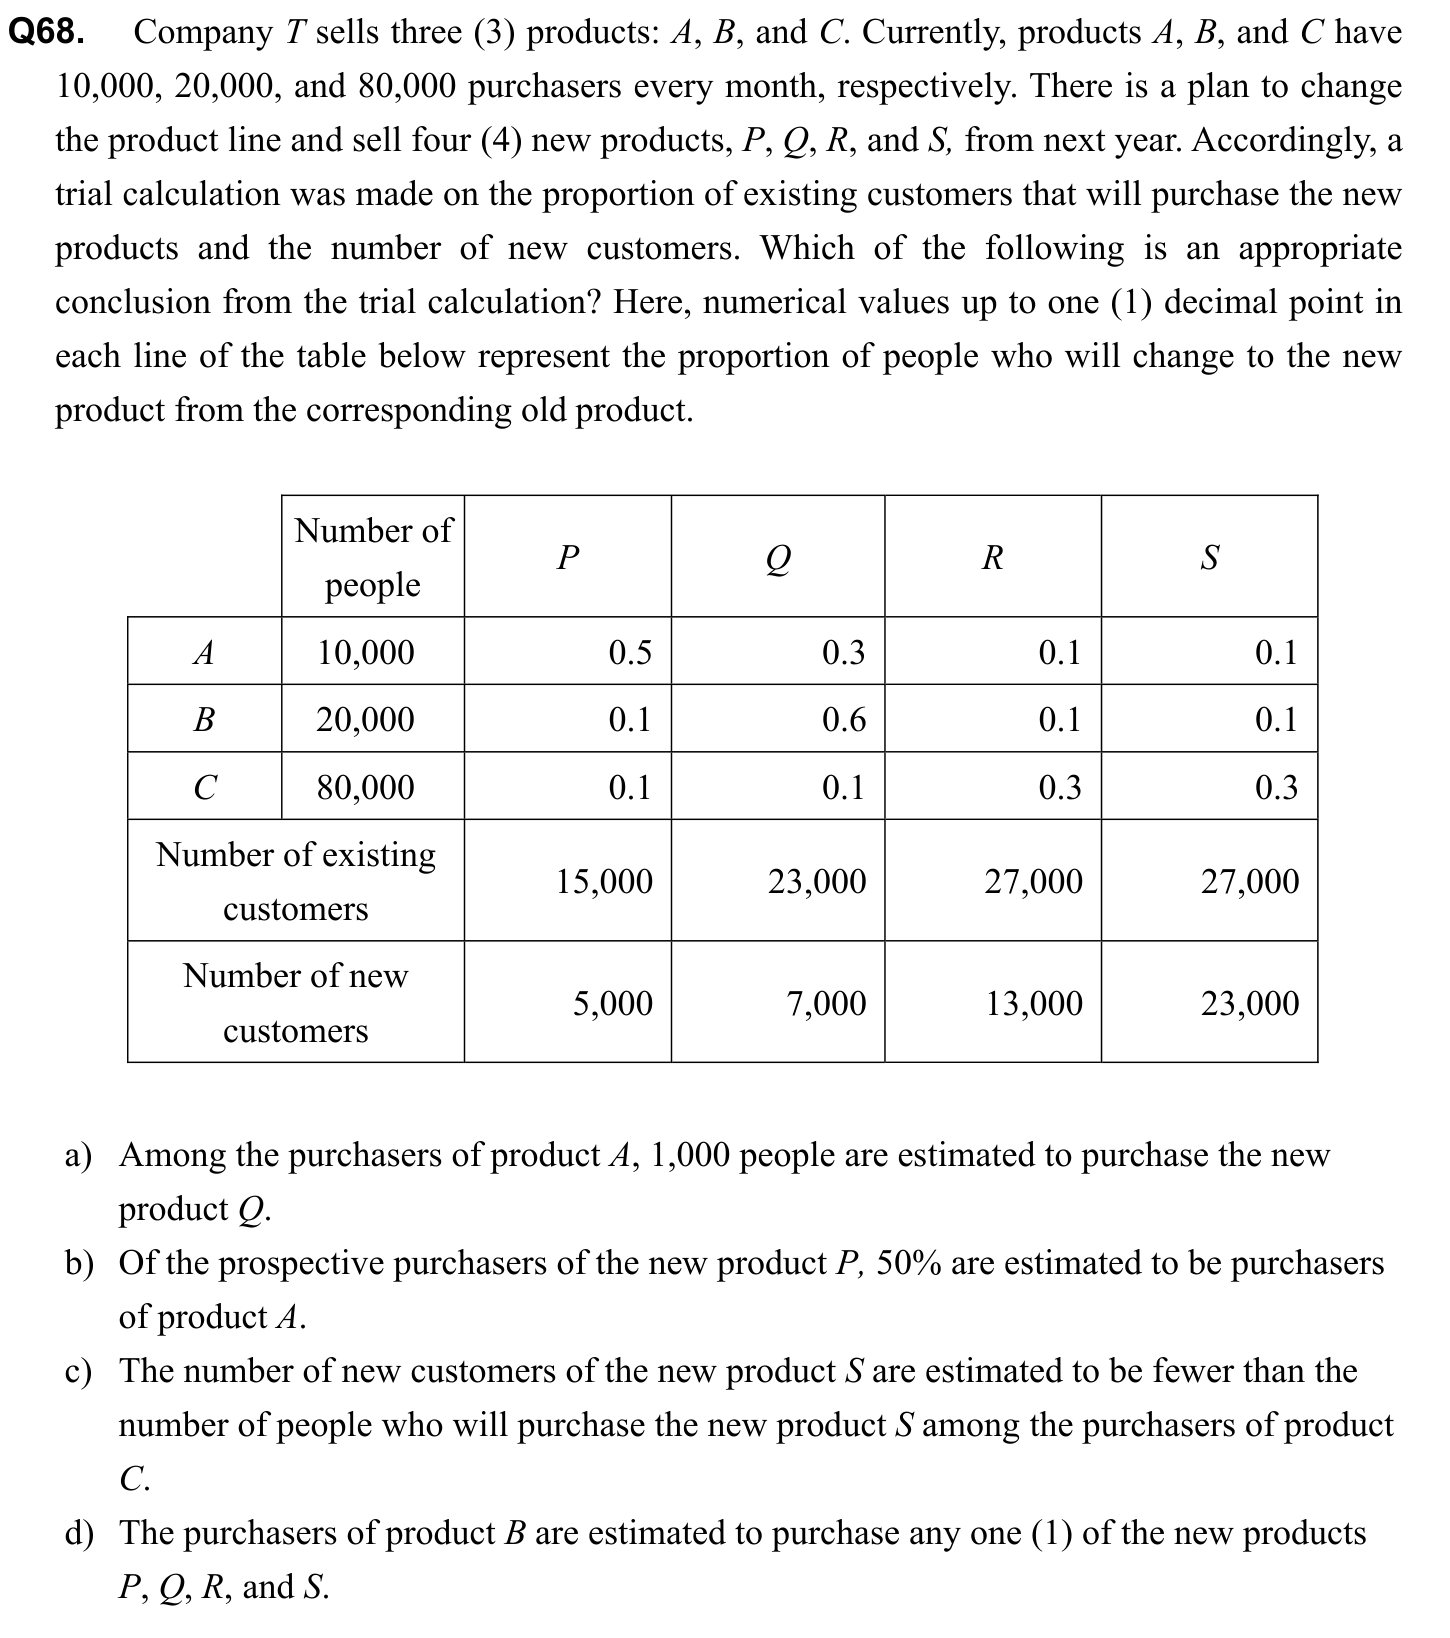 Q68. Company T sells three (3) products: A, B, and C. Currently, products A, B, and C have
10,000, 20,000, and 80,000 purchasers every month, respectively. There is a plan to change
the product line and sell four (4) new products, P, Q, R, and S, from next year. Accordingly, a
trial calculation was made on the proportion of existing customers that will purchase the new
products and the number of new customers. Which of the following is an appropriate
conclusion from the trial calculation? Here, numerical values up to one (1) decimal point in
each line of the table below represent the proportion of people who will change to the new
product from the corresponding old product.
Number of
people
P
Q
R
S
A 10,000 0.5 0.3 0.1 0.1
B 20,000 0.1 0.6 0.1 0.1
C 80,000 0.1 0.1 0.3 0.3
Number of existing
customers
15,000 23,000 27,000 27,000
Number of new
customers
5,000 7,000 13,000 23,000
a) Among the purchasers of product A, 1,000 people are estimated to purchase the new
product Q.
b) Of the prospective purchasers of the new product P, 50% are estimated to be purchasers
of product A.
c) The number of new customers of the new product S are estimated to be fewer than the
number of people who will purchase the new product S among the purchasers of product
C.
d) The purchasers of product B are estimated to purchase any one (1) of the new products
P, Q, R, and S.